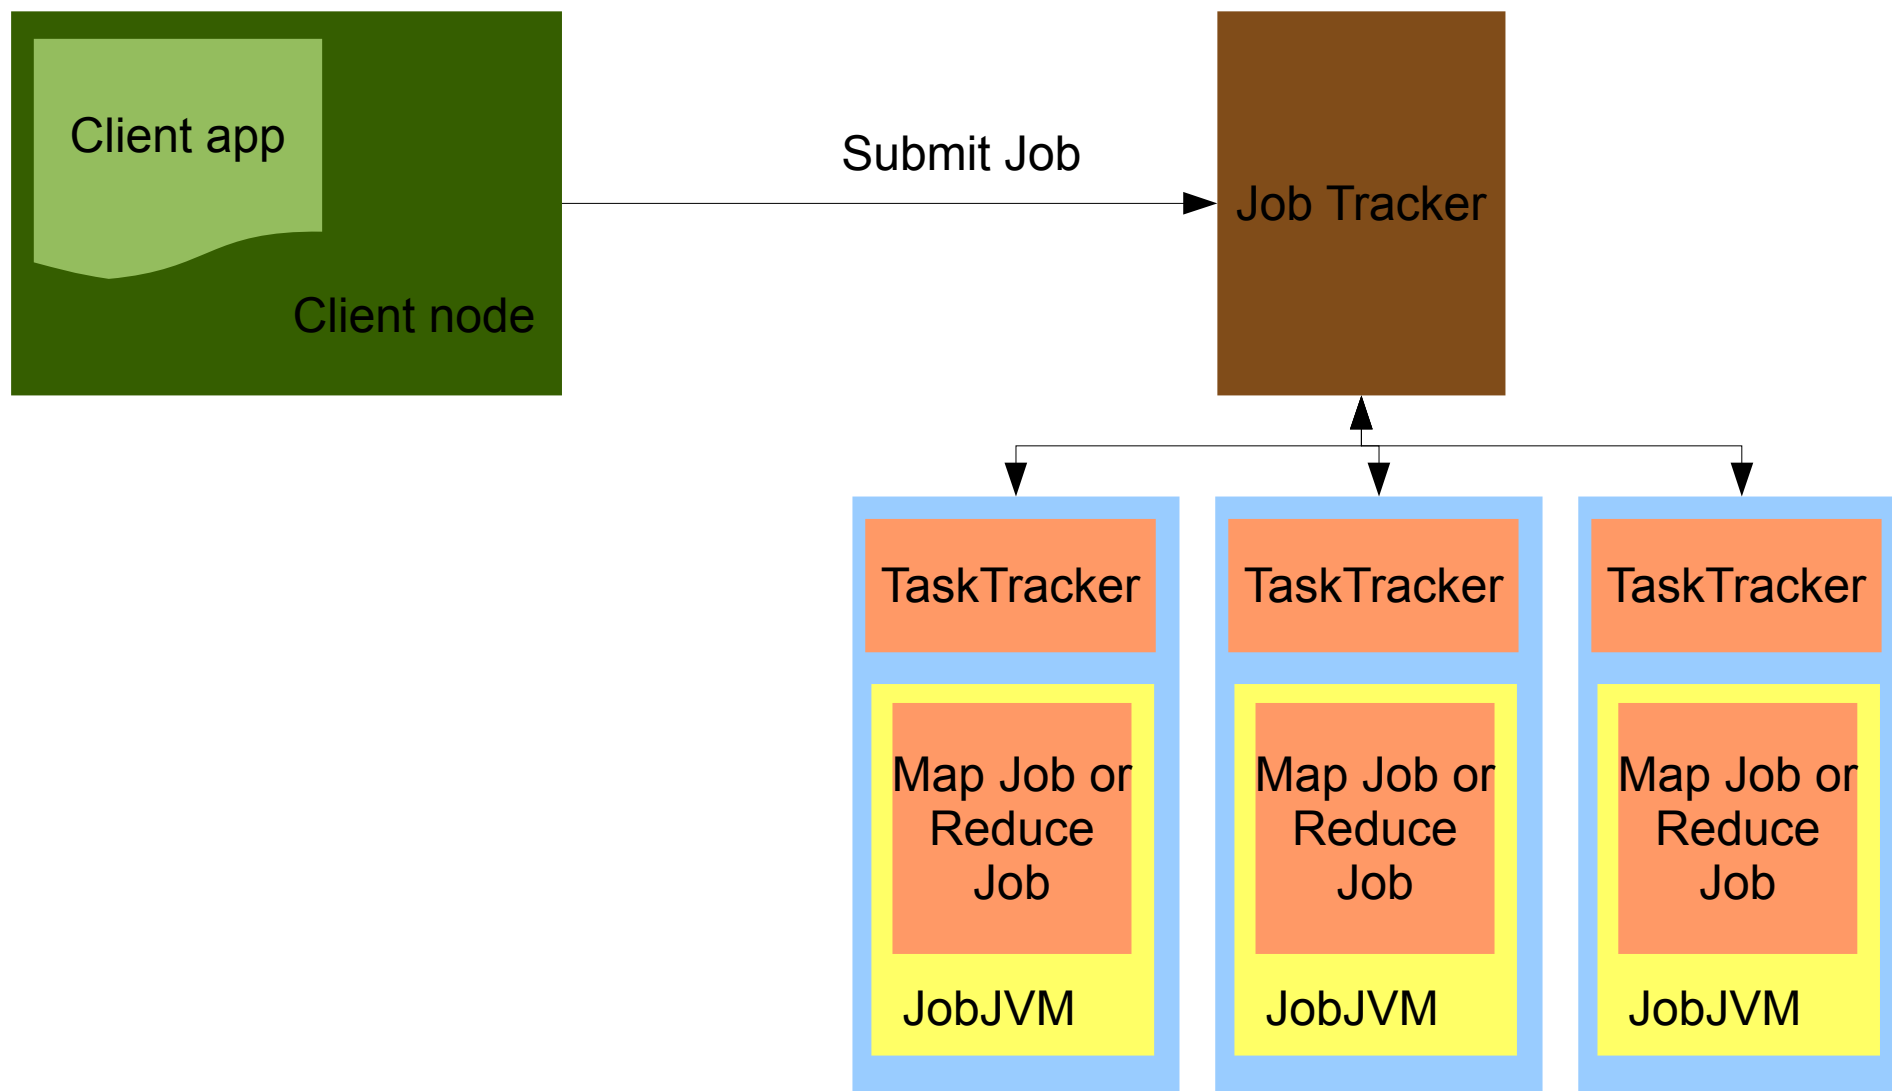 Client app
Submit Job
Job Tracker
Client node
TaskTracker
TaskTracker
TaskTracker
Map Job or
Reduce
Job
JobJVM
Map Job or
Reduce
Job
JobJVM
Map Job or
Reduce
Job
JobJVM